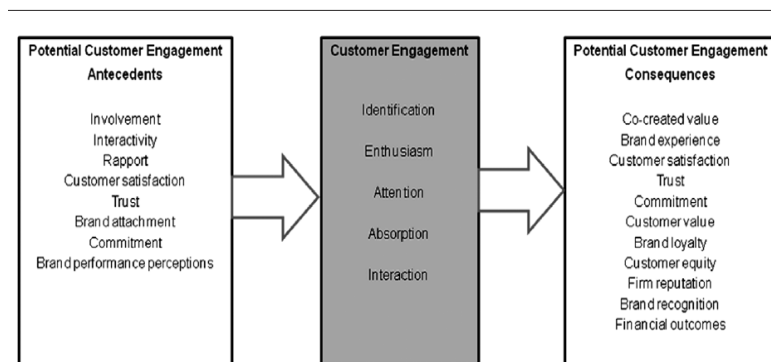 Potential Customer Engagement
Antecedents
Involvement
Interactivity
Rapport
Customer satisfaction
Trust
Brand attachment
Commitment
Brand performance perceptions
Customer Engagement
Identification
Enthusiasm
Attention
Absorption
Interaction
Potential Customer Engagement
Consequences
Co-created value
Brand experience
Customer satisfaction
Trust
Commitment
Customer value
Brand loyalty
Customer equity
Firm reputation
Brand recognition
Financial outcomes